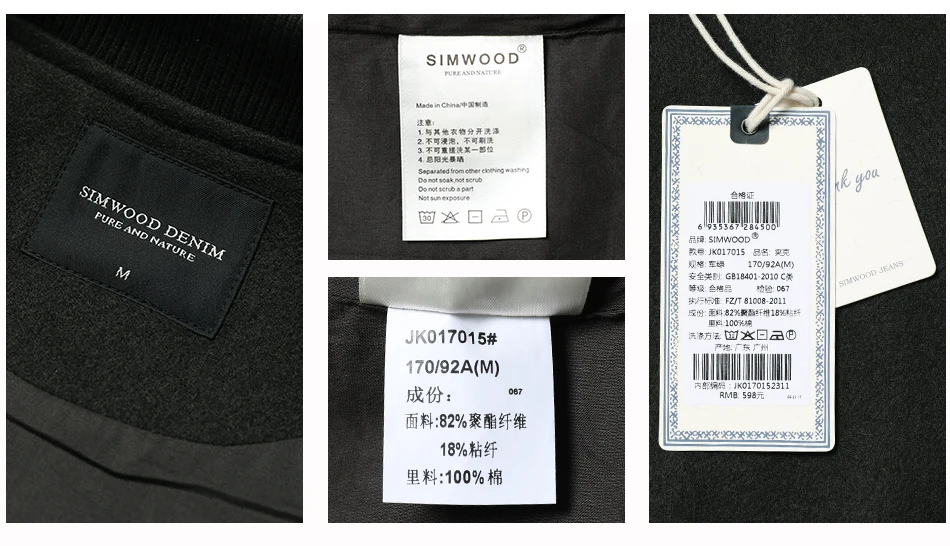 SIMWOOD DENIM
PURE AND NATURE
M
SIMWOOD®
PURE AND NATURE
Made in China/中国制造
注意:
1.与其他衣物分开洗涤
2.不可浸泡，不可刷洗
3.不可重搓洗某一部位
4.忌阳光暴晒
Separated from other clothing washing
Do not soak,not scrub
Do not scrub a part
Not sun exposure
30
P
JK017015#
170/92A(M)
成份： 067
面料:82%聚酯纤维
18%粘纤
里料:100%棉
合格证
6 935367 284500
品牌: SIMWOOD®
款号: JK017015 品名: 夹克
规格: 军绿 170/92A(M)
安全类别: GB18401-2010 C类
等级: 合格品 检验: 067
执行标准: FZ/T 81008-2011
成份: 面料:82%聚酯纤维18%粘纤
里料:100%棉
洗涤方法: 30 P
产地: 广东 广州
内部编码: JK0170152311
RMB: 598元
you
SIMWOOD JEANS